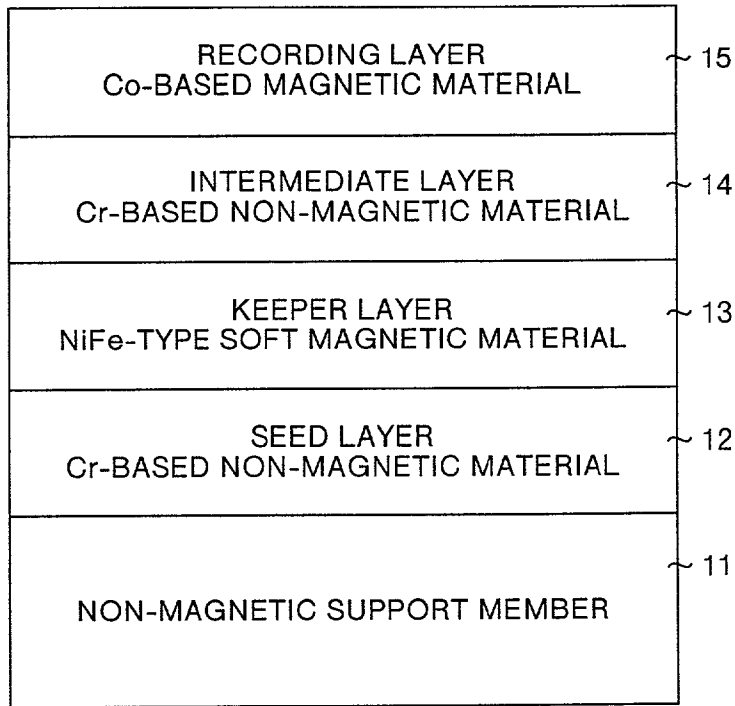 RECORDING LAYER
Co-BASED MAGNETIC MATERIAL
15
INTERMEDIATE LAYER
Cr-BASED NON-MAGNETIC MATERIAL
14
KEEPER LAYER
NiFe-TYPE SOFT MAGNETIC MATERIAL
13
SEED LAYER
Cr-BASED NON-MAGNETIC MATERIAL
12
11
NON-MAGNETIC SUPPORT MEMBER